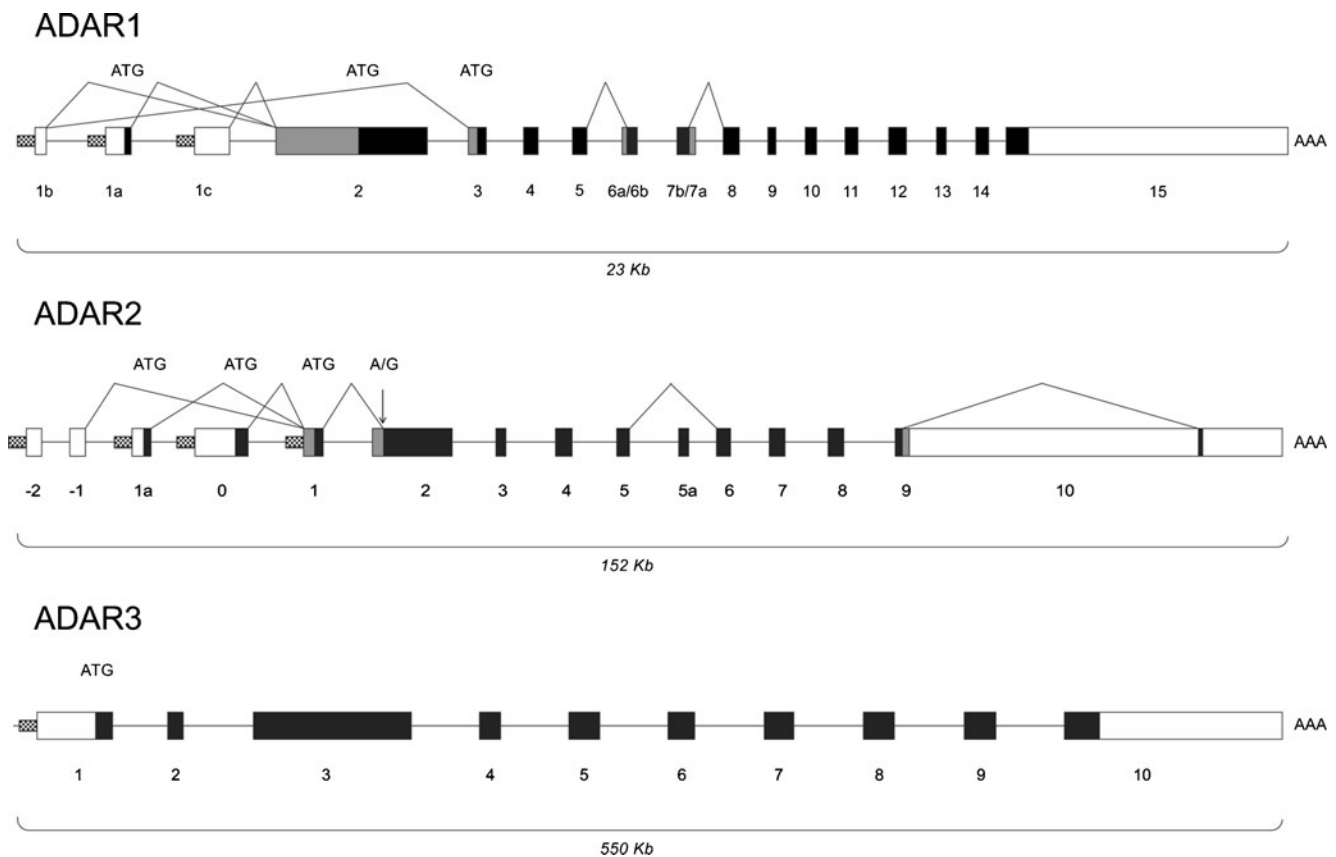 ADAR1
ATG ATG ATG
AAA
1b 1a 1c 2 3 4 5 6a/6b 7b/7a 8 9 10 11 12 13 14 15
23 Kb
ADAR2
ATG ATG ATG A/G
AAA
-2 -1 1a 0 1 2 3 4 5 5a 6 7 8 9 10
152 Kb
ADAR3
ATG
AAA
1 2 3 4 5 6 7 8 9 10
550 Kb